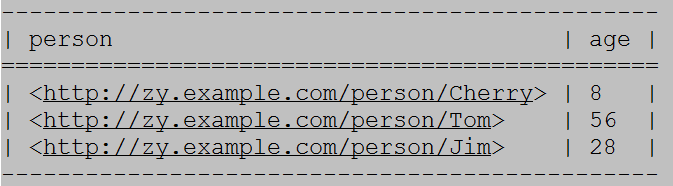 ------------------------------------------------------
| person                                   | age |
======================================================
| <http://zy.example.com/person/Cherry> | 8   |
| <http://zy.example.com/person/Tom>    | 56  |
| <http://zy.example.com/person/Jim>    | 28  |
------------------------------------------------------